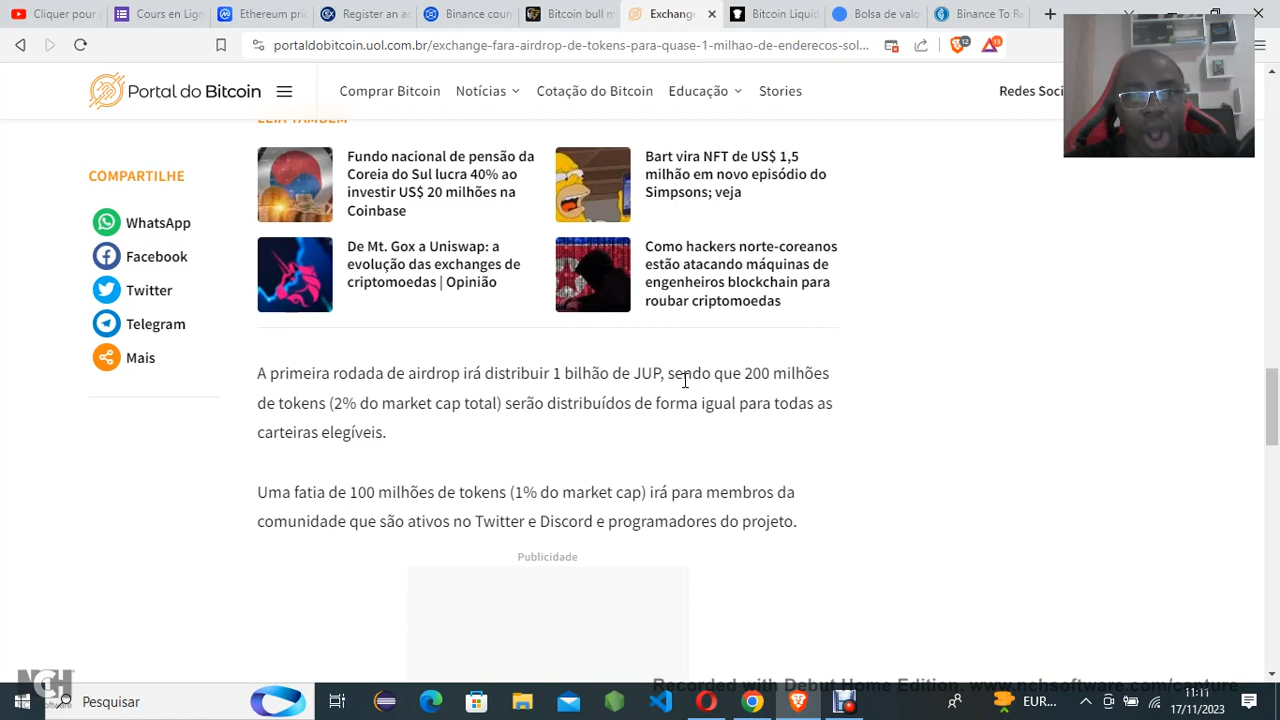 Cliquer pour g
Cours en Lign
Ethereum pric
Register an ac
Binance coun
Bitcoin bull m
Exchange
Bitcoin Liquid
Bolsa de valo
Binance To Re
portaldobitcoin.uol.com.br/exchange-fara-airdrop-de-tokens-para-quase-1-milhao-de-enderecos-sol...
12
13
Portal do Bitcoin
Comprar Bitcoin
Notícias
Cotação do Bitcoin
Educação
Stories
Redes Soci
LEIA TAMBÉM
COMPARTILHE
WhatsApp
Facebook
Twitter
Telegram
Mais
Fundo nacional de pensão da
Coreia do Sul lucra 40% ao
investir US$ 20 milhões na
Coinbase
Bart vira NFT de US$ 1,5
milhão em novo episódio do
Simpsons; veja
De Mt. Gox a Uniswap: a
evolução das exchanges de
criptomoedas | Opinião
Como hackers norte-coreanos
estão atacando máquinas de
engenheiros blockchain para
roubar criptomoedas
A primeira rodada de airdrop irá distribuir 1 bilhão de JUP, sendo que 200 milhões
de tokens (2% do market cap total) serão distribuídos de forma igual para todas as
carteiras elegíveis.
Uma fatia de 100 milhões de tokens (1% do market cap) irá para membros da
comunidade que são ativos no Twitter e Discord e programadores do projeto.
Publicidade
NCH
Recorded with Debut Home Edition. www.nchsoftware.com/capture
Pesquisar
EUR...
11:11
17/11/2023